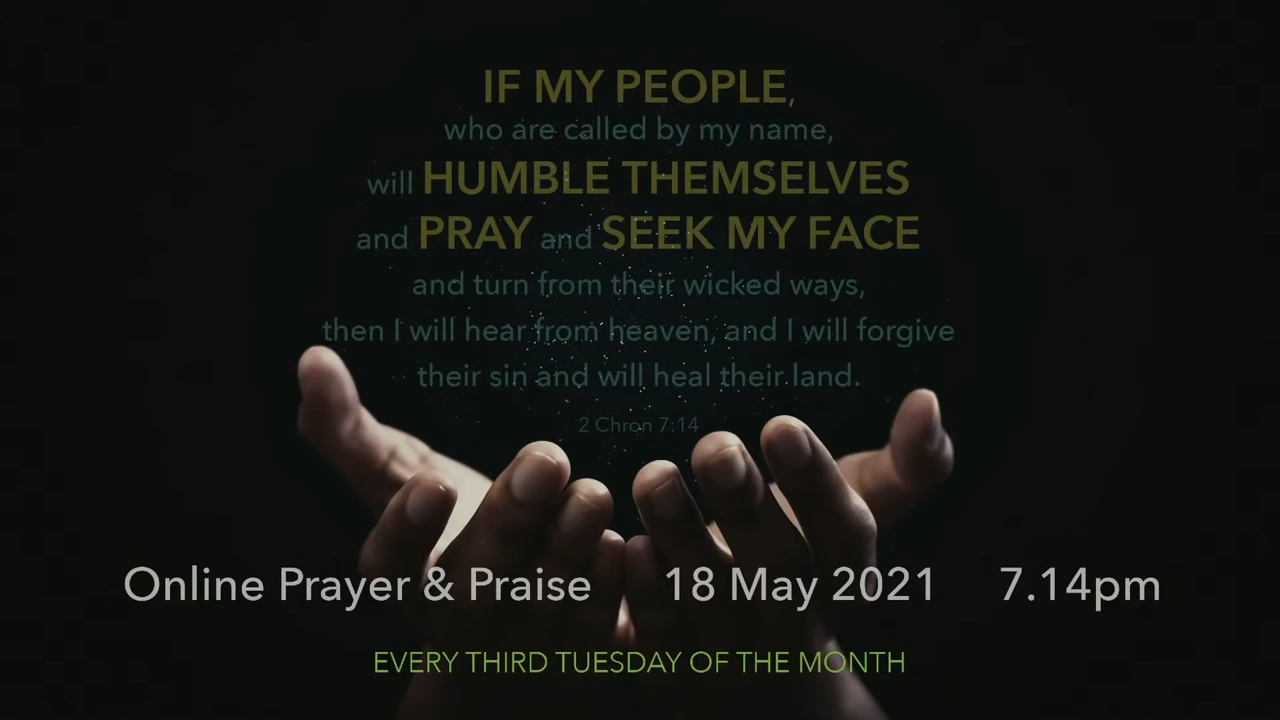 IF MY PEOPLE,
who are called by my name,
will HUMBLE THEMSELVES
and PRAY and SEEK MY FACE
and turn from their wicked ways,
then I will hear from heaven, and I will forgive
their sin and will heal their land.
2 Chron 7:14
Online Prayer & Praise 18 May 2021 7.14pm
EVERY THIRD TUESDAY OF THE MONTH